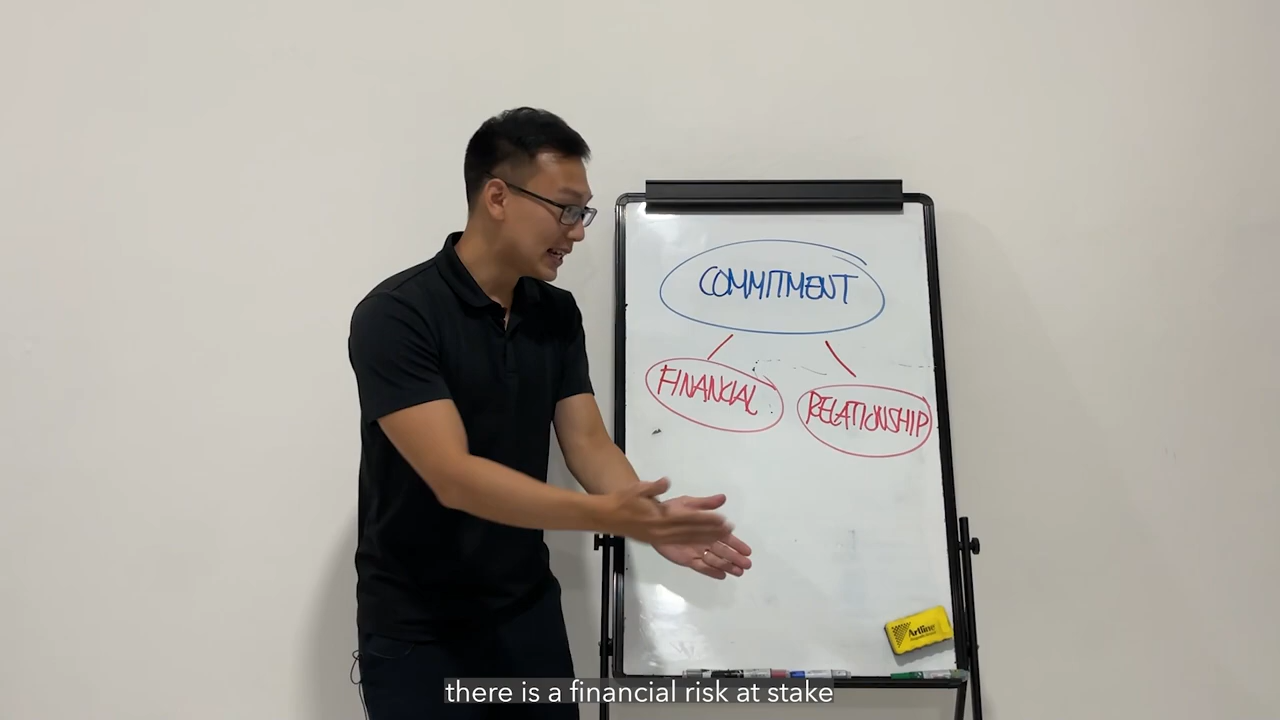 COMMITMENT
FINANCIAL
RELATIONSHIP
Artline
there is a financial risk at stake